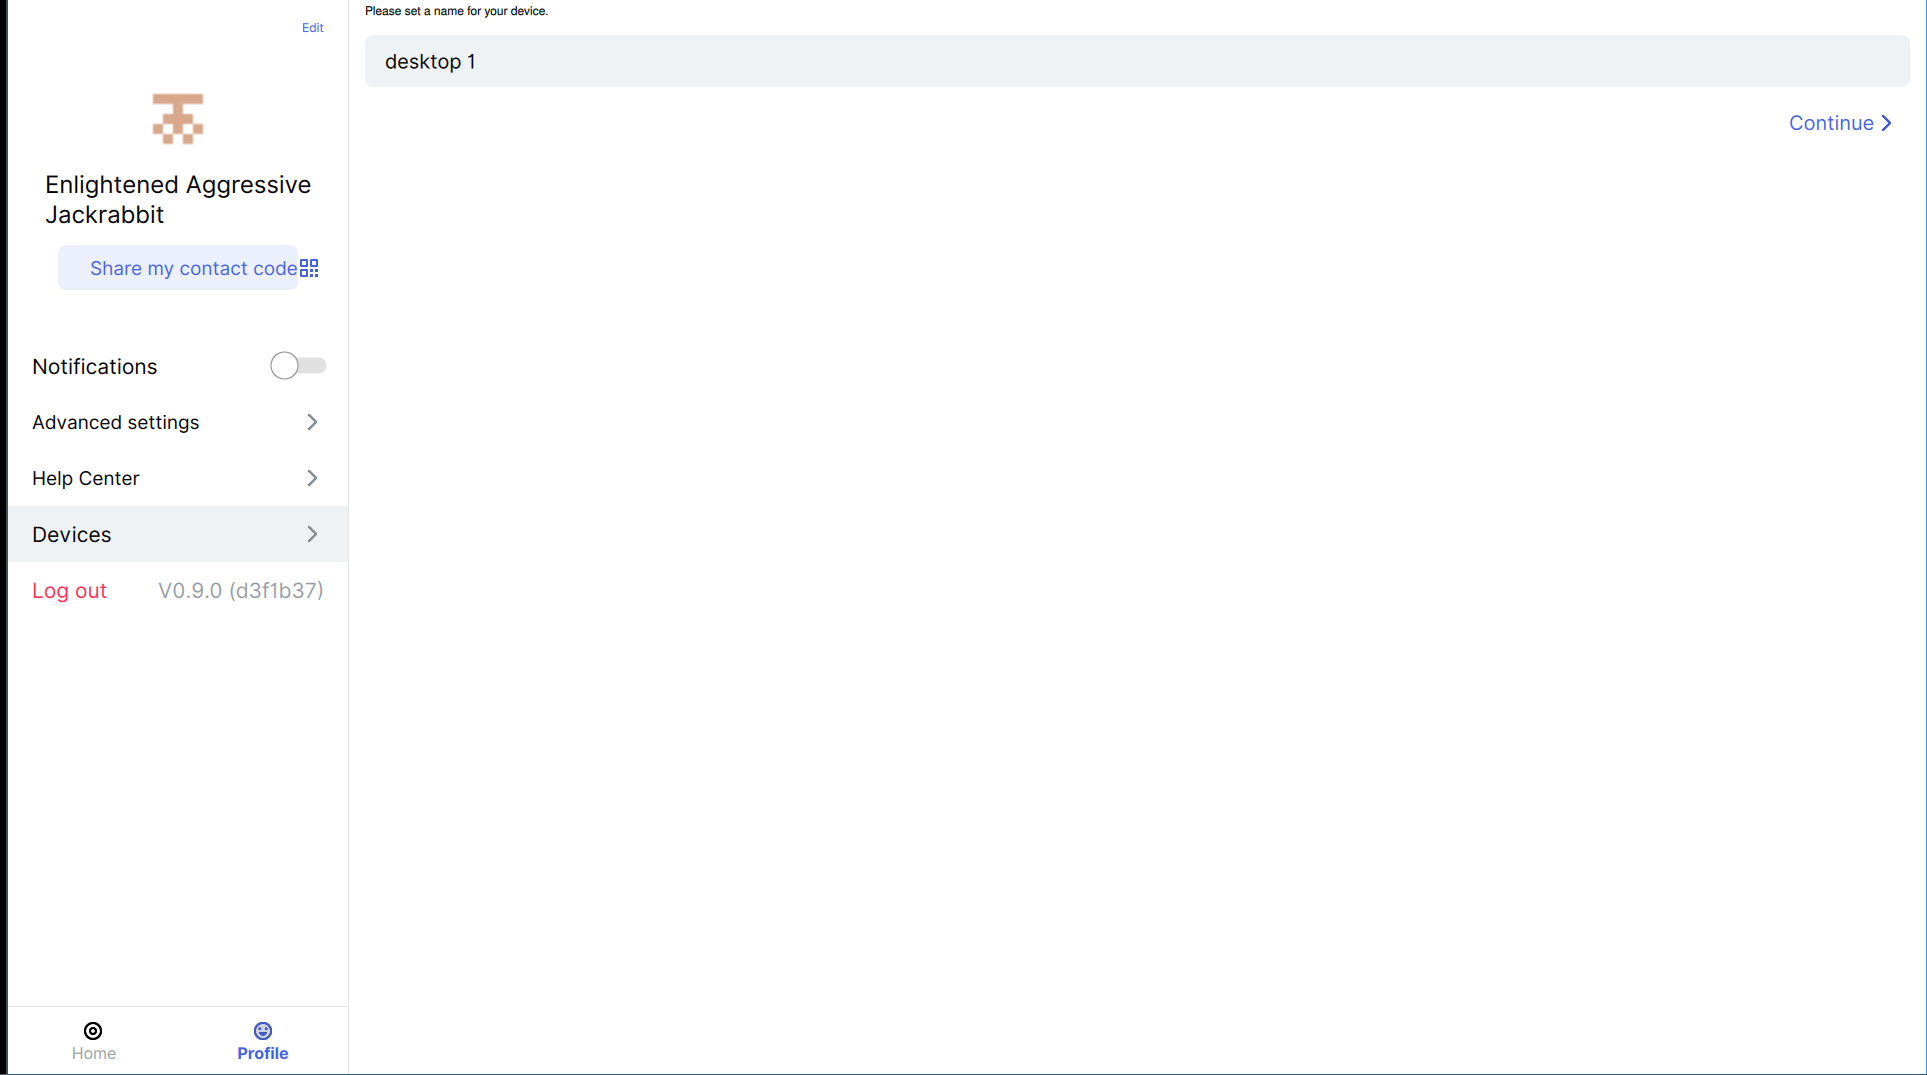 Edit
Enlightened Aggressive
Jackrabbit
Share my contact code
Notifications
Advanced settings
Help Center
Devices
Log out V0.9.0 (d3f1b37)
Home Profile
Please set a name for your device.
desktop 1
Continue